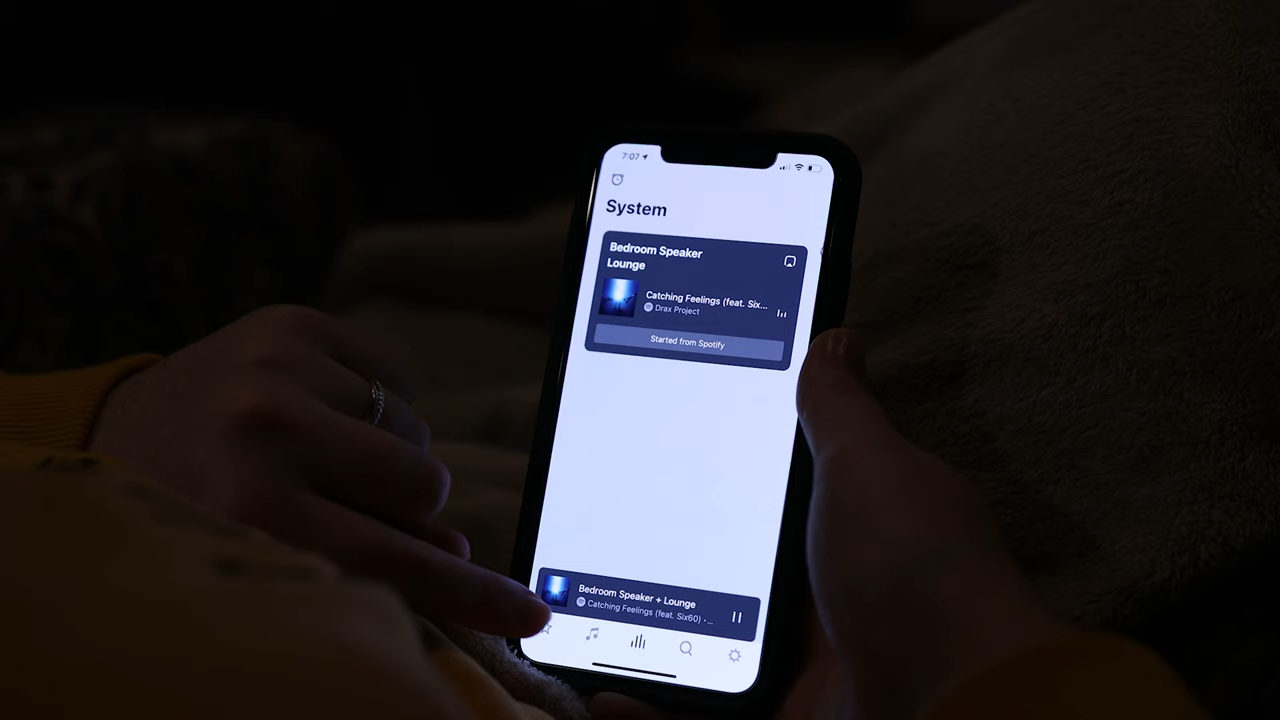 7:07
System
Bedroom Speaker
Lounge
Catching Feelings (feat. Six...
Drax Project
Started from Spotify
Bedroom Speaker + Lounge
Catching Feelings (feat. Six60) •...